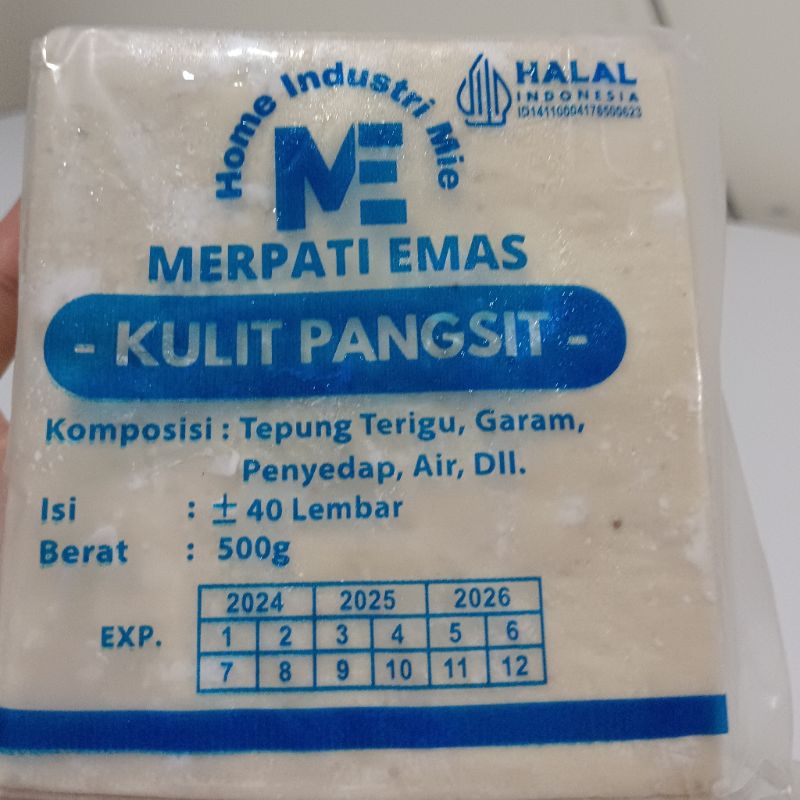 Home Industri Mie
HALAL
INDONESIA
ID14110004176500623
ME
MERPATI EMAS
- KULIT PANGSIT -
Komposisi : Tepung Terigu, Garam,
Penyedap, Air, Dll.
Isi : ± 40 Lembar
Berat : 500g
EXP.
2024 2025 2026
1 2 3 4 5 6
7 8 9 10 11 12